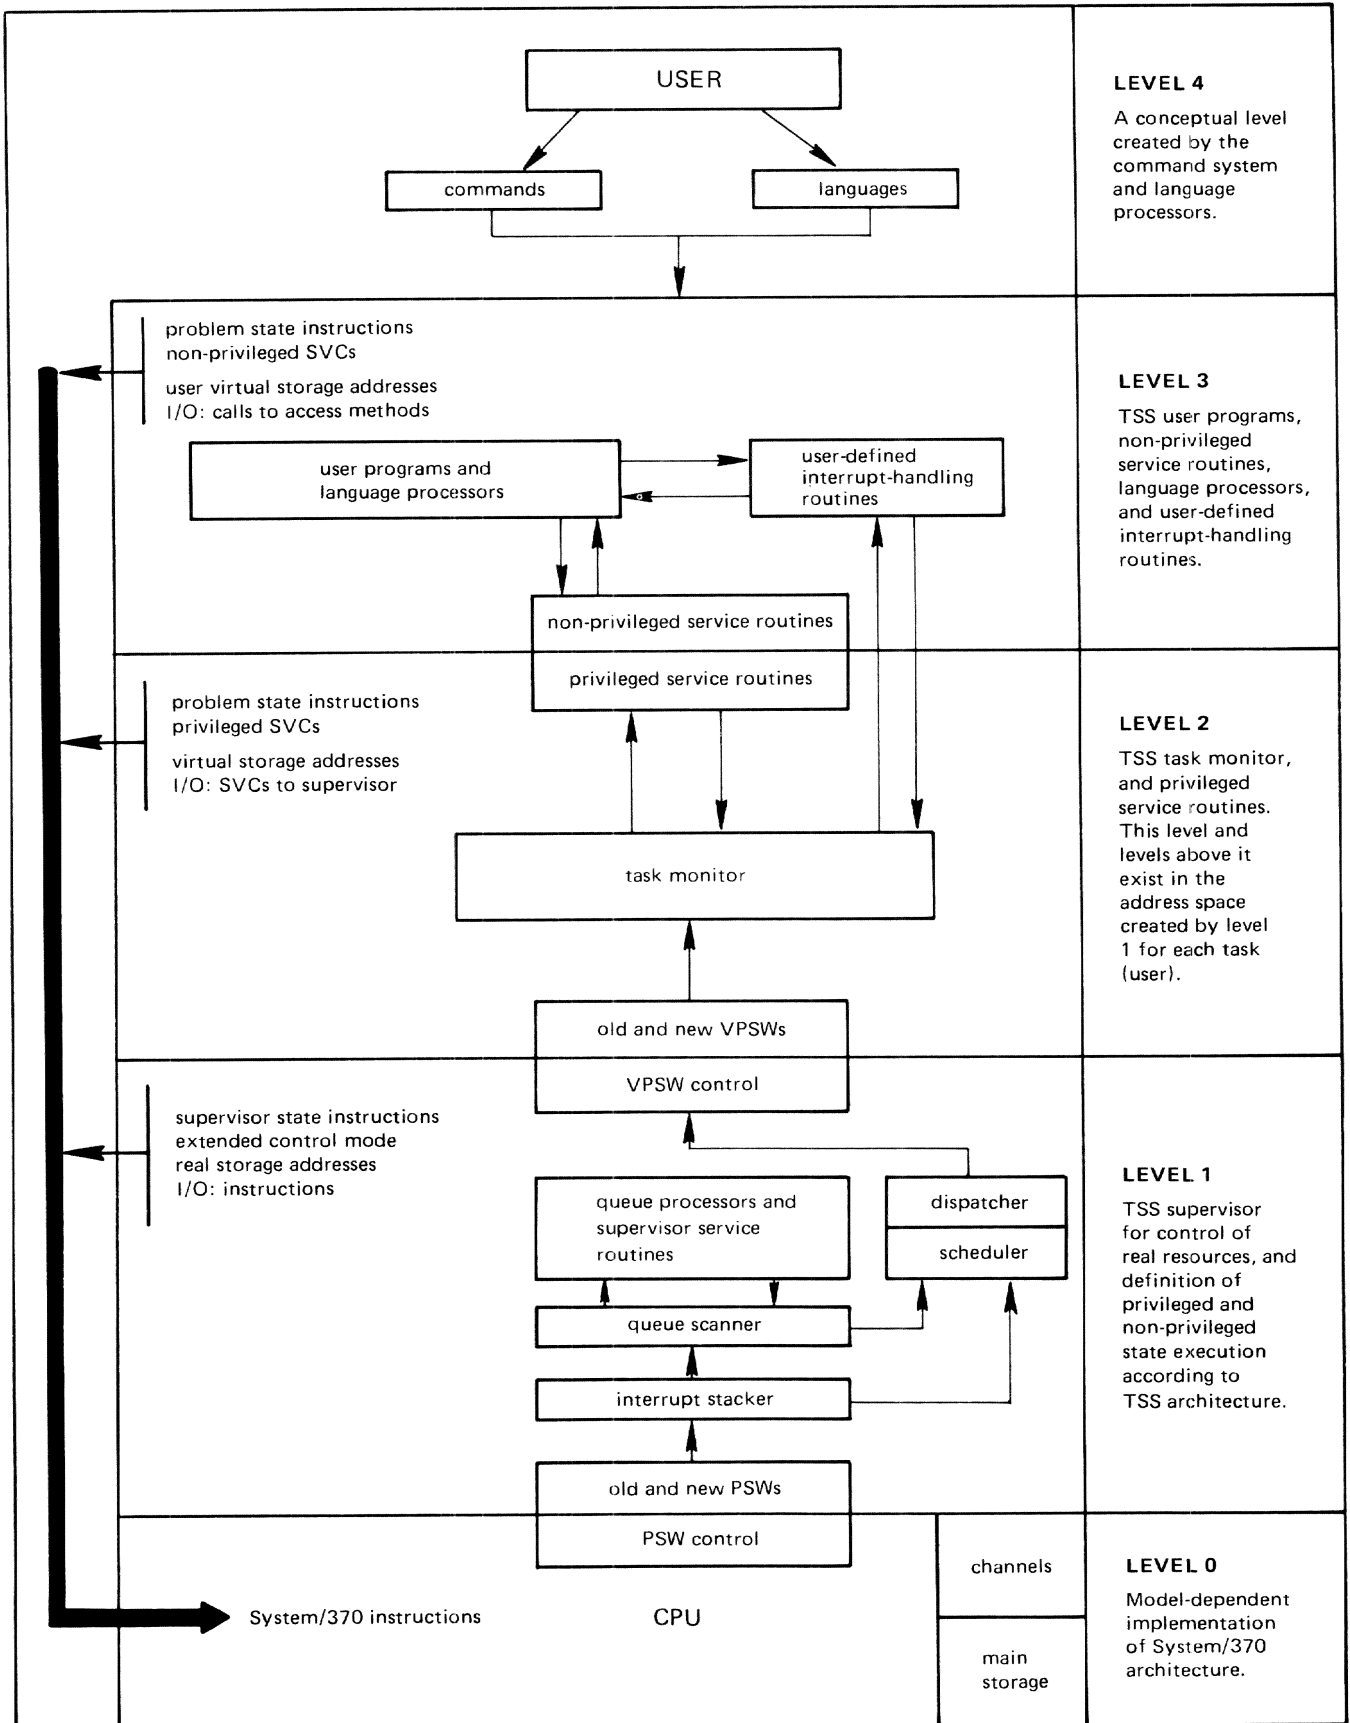 USER
commands
languages
LEVEL 4
A conceptual level
created by the
command system
and language
processors.
problem state instructions
non-privileged SVCs
user virtual storage addresses
I/O: calls to access methods
user programs and
language processors
user-defined
interrupt-handling
routines
non-privileged service routines
LEVEL 3
TSS user programs,
non-privileged
service routines,
language processors,
and user-defined
interrupt-handling
routines.
privileged service routines
problem state instructions
privileged SVCs
virtual storage addresses
I/O: SVCs to supervisor
task monitor
old and new VPSWs
LEVEL 2
TSS task monitor,
and privileged
service routines.
This level and
levels above it
exist in the
address space
created by level
1 for each task
(user).
VPSW control
supervisor state instructions
extended control mode
real storage addresses
I/O: instructions
queue processors and
supervisor service
routines
dispatcher
scheduler
queue scanner
interrupt stacker
old and new PSWs
LEVEL 1
TSS supervisor
for control of
real resources, and
definition of
privileged and
non-privileged
state execution
according to
TSS architecture.
PSW control
System/370 instructions
CPU
channels
main
storage
LEVEL 0
Model-dependent
implementation
of System/370
architecture.